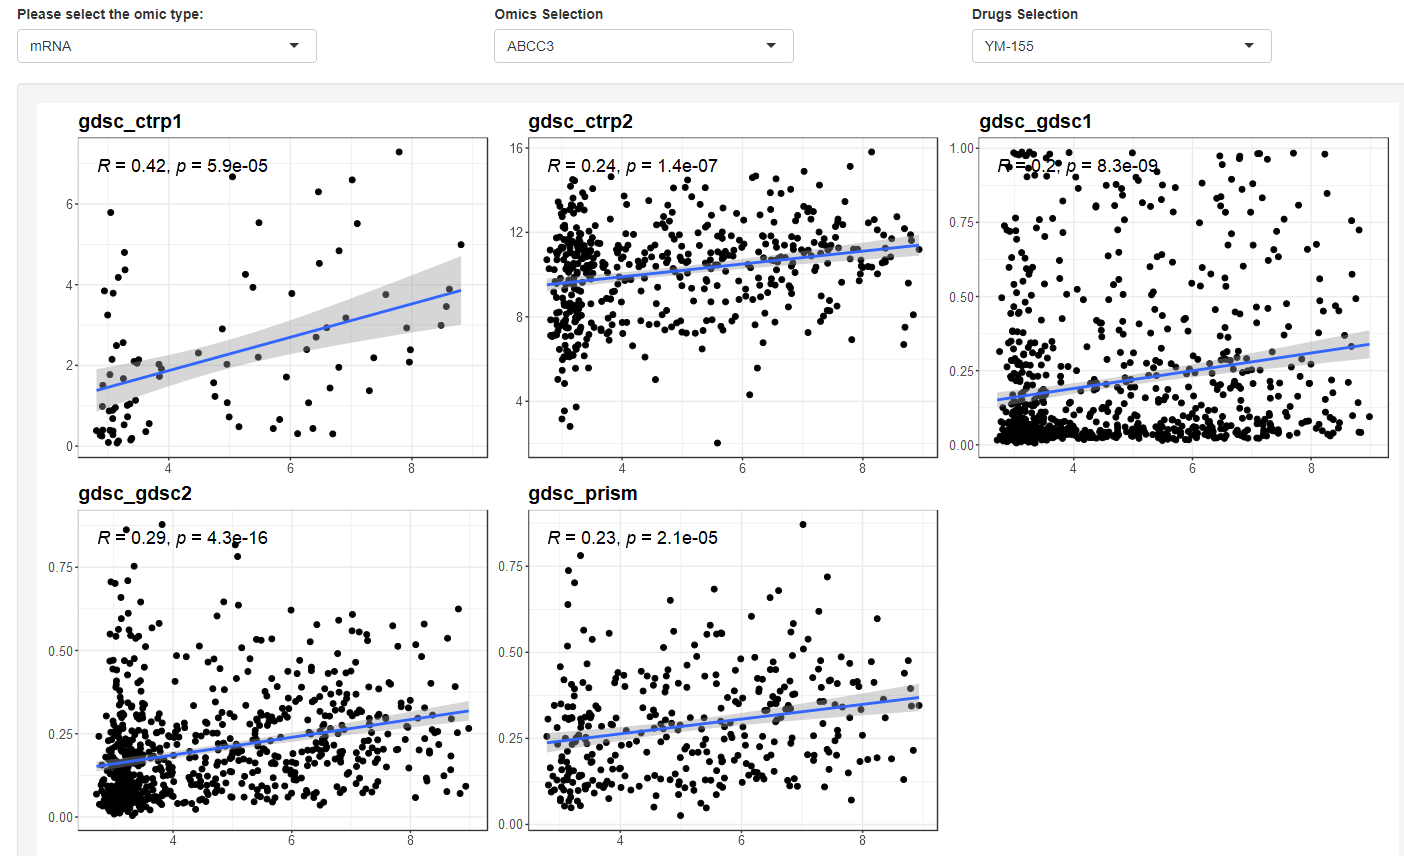 Please select the omic type:
Omics Selection
Drugs Selection
mRNA
ABCC3
YM-155
gdsc_ctrp1
R = 0.42, p = 5.9e-05
6
4
2
0
4 6 8
gdsc_ctrp2
R = 0.24, p = 1.4e-07
16
12
8
4
4 6 8
gdsc_gdsc1
R = 0.2, p = 8.3e-09
1.00
0.75
0.50
0.25
0.00
4 6 8
gdsc_gdsc2
R = 0.29, p = 4.3e-16
0.75
0.50
0.25
0.00
4 6 8
gdsc_prism
R = 0.23, p = 2.1e-05
0.75
0.50
0.25
0.00
4 6 8